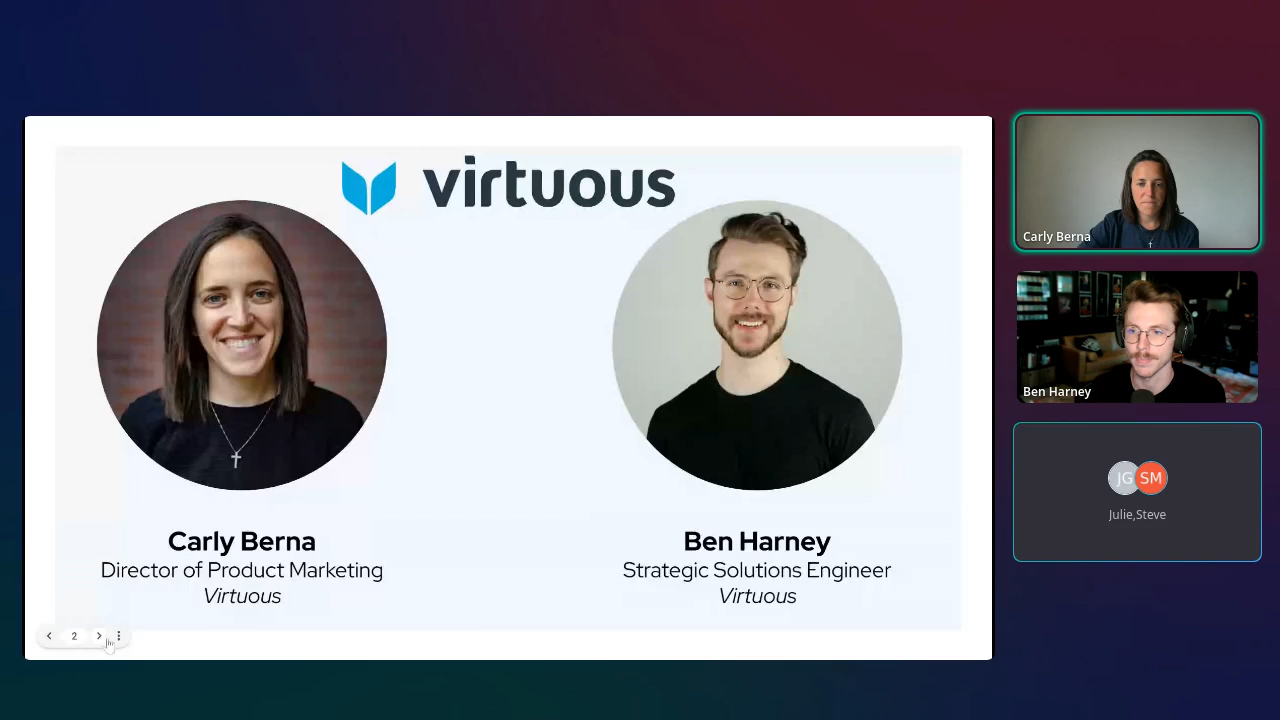 virtuous
Carly Berna
Director of Product Marketing
Virtuous
Ben Harney
Strategic Solutions Engineer
Virtuous
2
Carly Berna
Ben Harney
JG SM
Julie,Steve